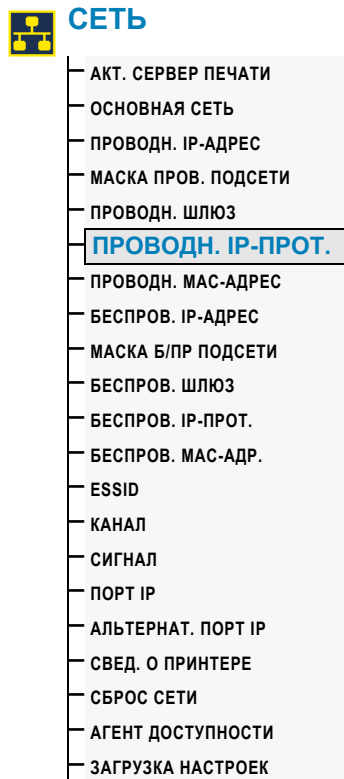 СЕТЬ
АКТ. СЕРВЕР ПЕЧАТИ
ОСНОВНАЯ СЕТЬ
ПРОВОДН. IP-АДРЕС
МАСКА ПРОВ. ПОДСЕТИ
ПРОВОДН. ШЛЮЗ
ПРОВОДН. IP-ПРОТ.
ПРОВОДН. MAC-АДРЕС
БЕСПРОВ. IP-АДРЕС
МАСКА Б/ПР ПОДСЕТИ
БЕСПРОВ. ШЛЮЗ
БЕСПРОВ. IP-ПРОТ.
БЕСПРОВ. MAC-АДР.
ESSID
КАНАЛ
СИГНАЛ
ПОРТ IP
АЛЬТЕРНАТ. ПОРТ IP
СВЕД. О ПРИНТЕРЕ
СБРОС СЕТИ
АГЕНТ ДОСТУПНОСТИ
ЗАГРУЗКА НАСТРОЕК